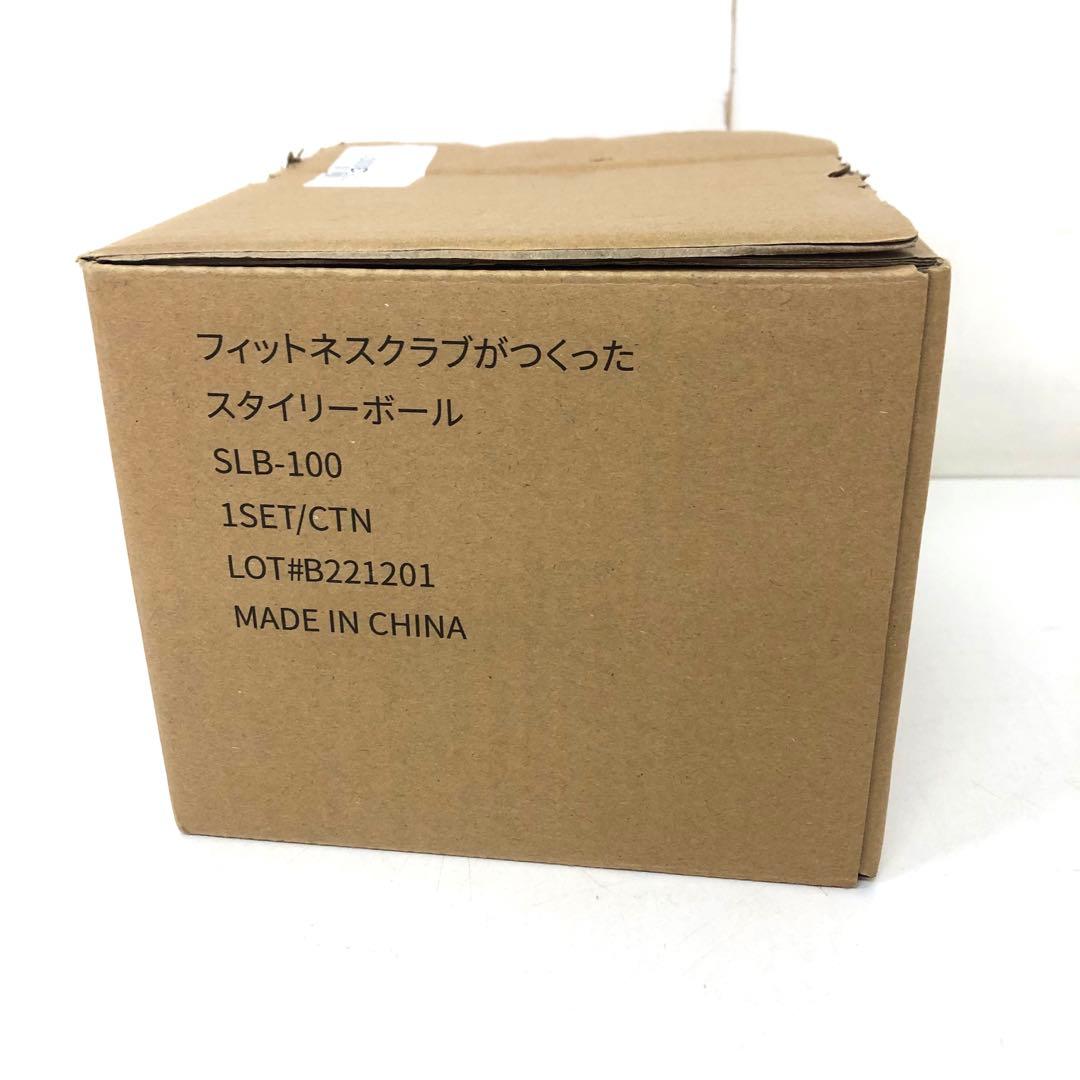 フィットネスクラブがつくった
スタイリーボール
SLB-100
1SET/CTN
LOT#B221201
MADE IN CHINA